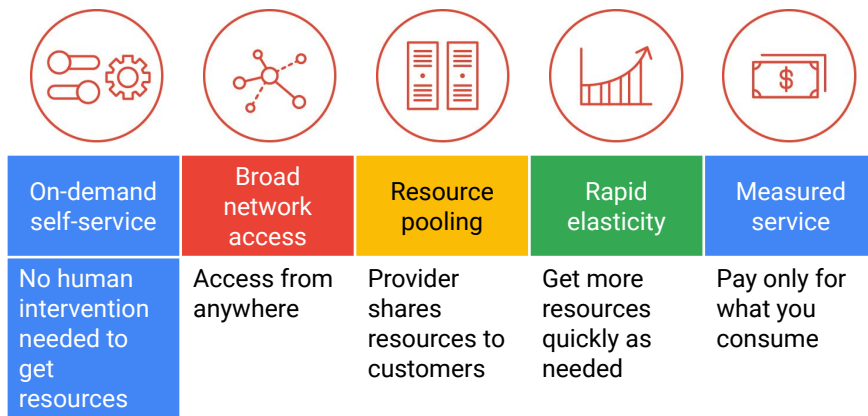 $
On-demand
self-service
Broad
network
access
Resource
pooling
Rapid
elasticity
Measured
service
No human
intervention
needed to
get
resources
Access from
anywhere
Provider
shares
resources to
customers
Get more
resources
quickly as
needed
Pay only for
what you
consume